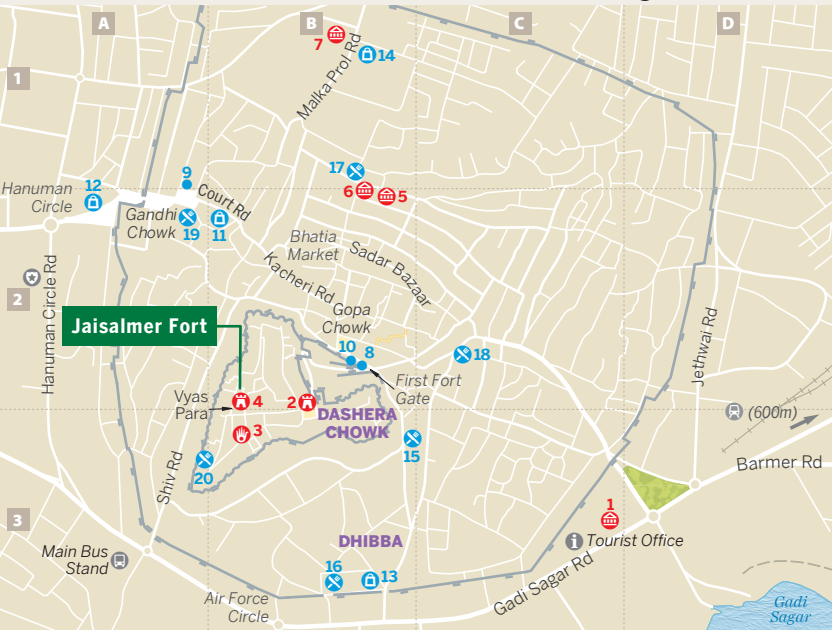 A
B
C
D
7
14
1
Malka Prol Rd
17
6
5
Hanuman
Circle
12
9
Court Rd
Gandhi
Chowk
19
11
Bhatia
Market
Sadar Bazaar
Kacheri Rd
2
Hanuman Circle Rd
Jaisalmer Fort
Gopa
Chowk
10
8
18
Jethwai Rd
First Fort
Gate
Vyas
Para
4
2
DASHERA
CHOWK
3
(600m)
15
20
Shiv Rd
Barmer Rd
3
1
Tourist Office
DHIBBA
Main Bus
Stand
16
13
Gadi Sagar Rd
Air Force
Circle
Gadi
Sagar